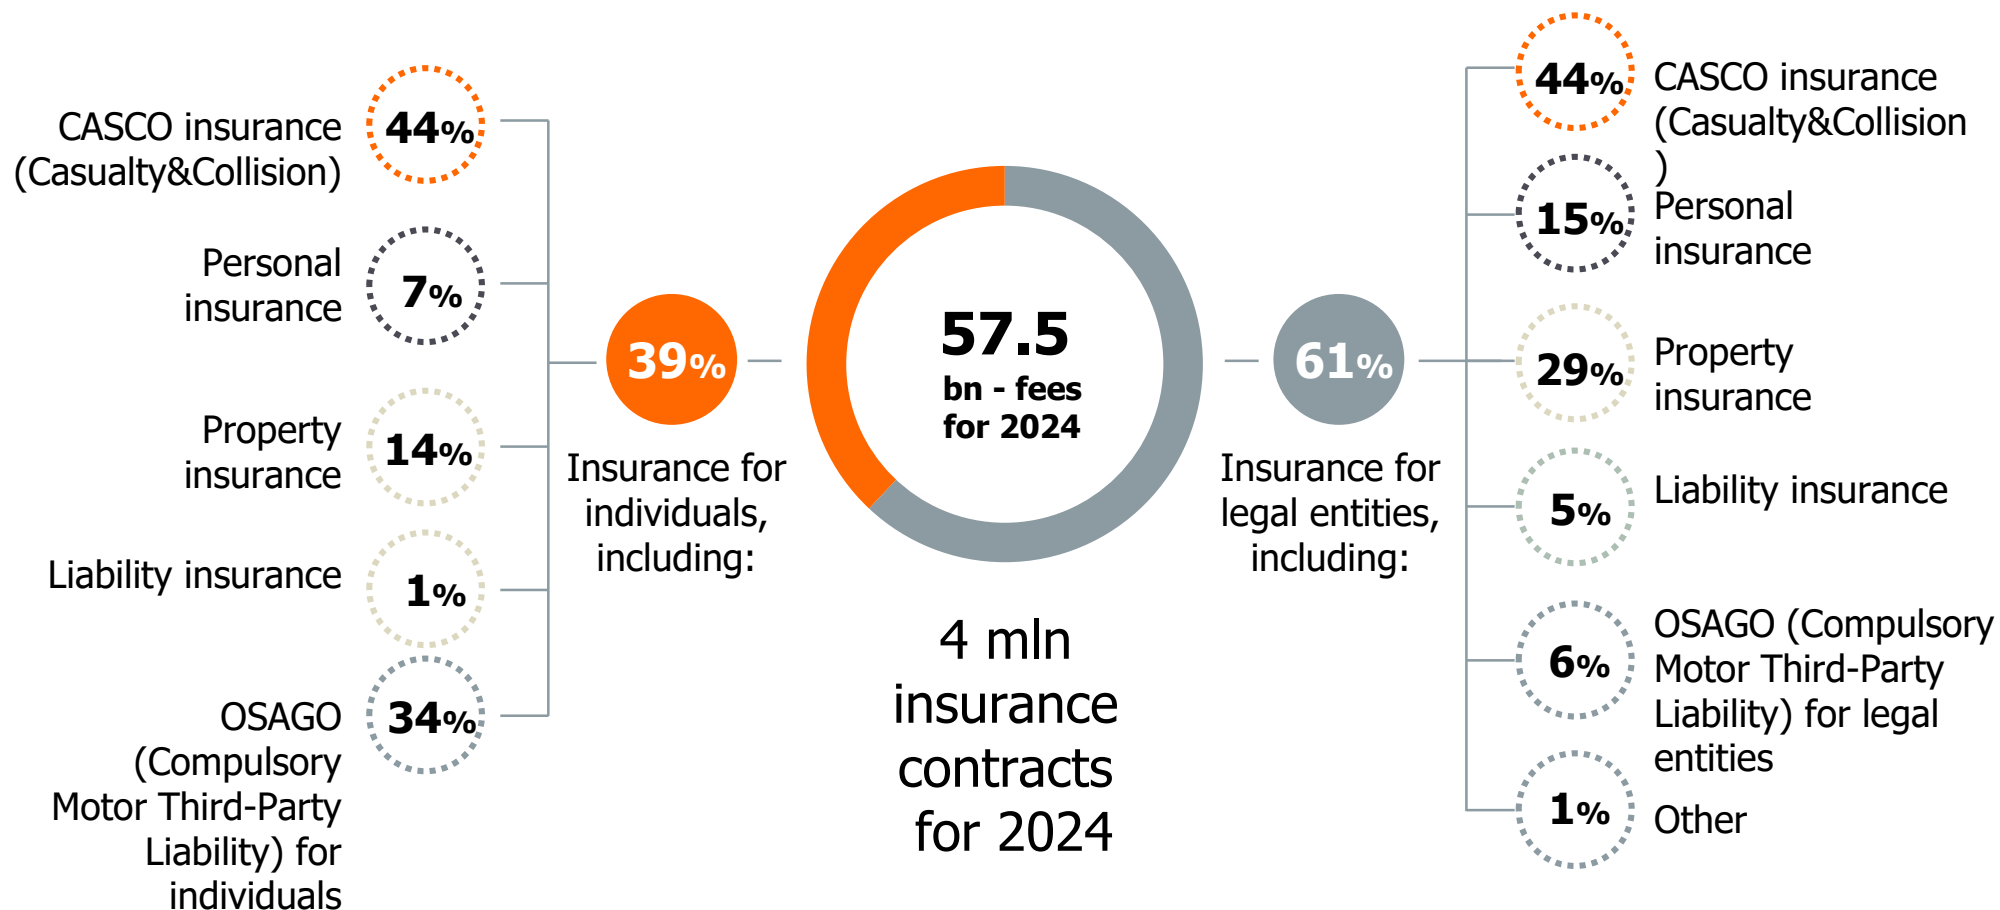 CASCO insurance
(Casualty&Collision)
44%
Personal
insurance
7%
Property
insurance
14%
Liability insurance
1%
OSAGO
(Compulsory
Motor Third-Party
Liability) for
individuals
34%
39%
Insurance for
individuals,
including:
57.5
bn - fees
for 2024
4 mln
insurance
contracts
for 2024
61%
Insurance for
legal entities,
including:
44%
CASCO insurance
(Casualty&Collision
)
15%
Personal
insurance
29%
Property
insurance
5%
Liability insurance
6%
OSAGO (Compulsory
Motor Third-Party
Liability) for legal
entities
1%
Other